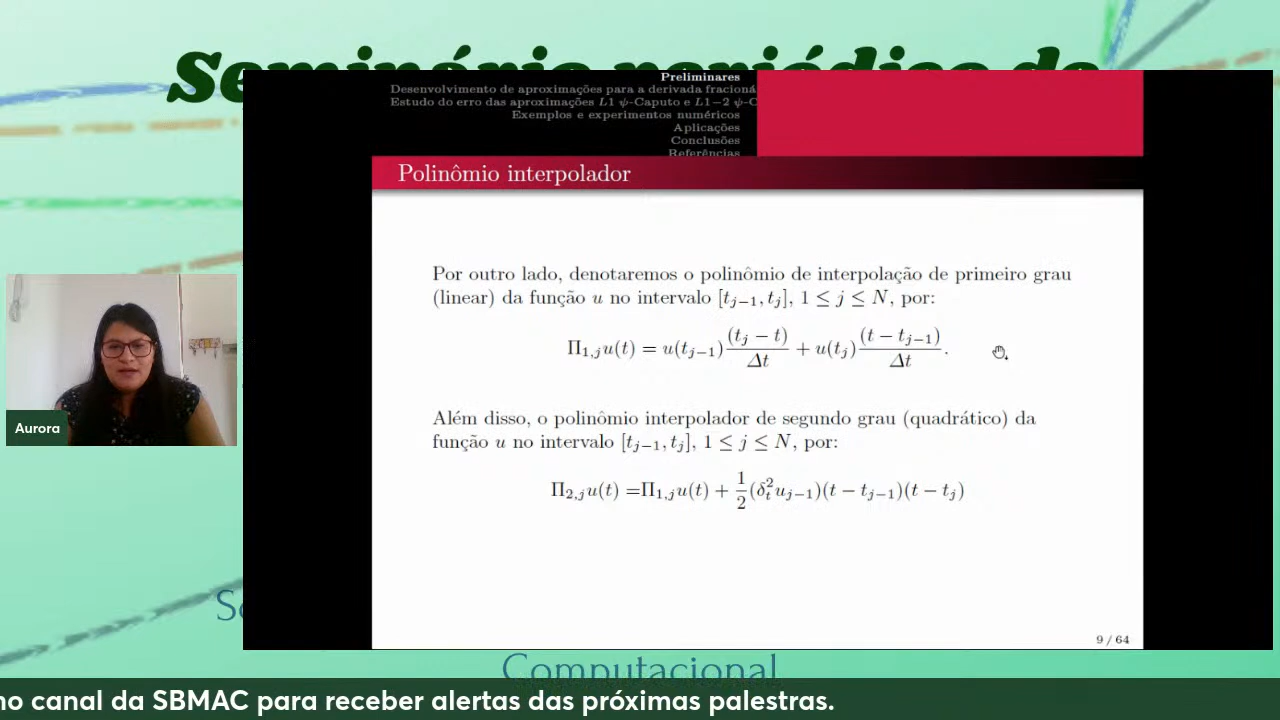 Seminário periódico de
Preliminares
Desenvolvimento de aproximações para a derivada fracioná
Estudo do erro das aproximações L1 ψ-Caputo e L1−2 ψ-C
Exemplos e experimentos numéricos
Aplicações
Conclusões
Referências
Polinômio interpolador
Por outro lado, denotaremos o polinômio de interpolação de primeiro grau
(linear) da função u no intervalo [t_{j−1}, t_j], 1 ≤ j ≤ N, por:
Π_{1,j}u(t) = u(t_{j−1}) (t_j − t)/Δt + u(t_j) (t − t_{j−1})/Δt.
Além disso, o polinômio interpolador de segundo grau (quadrático) da
função u no intervalo [t_{j−1}, t_j], 1 ≤ j ≤ N, por:
Π_{2,j}u(t) =Π_{1,j}u(t) + 1/2 (δ_t^2 u_{j−1})(t − t_{j−1})(t − t_j)
9 / 64
Aurora
Computacional
no canal da SBMAC para receber alertas das próximas palestras.